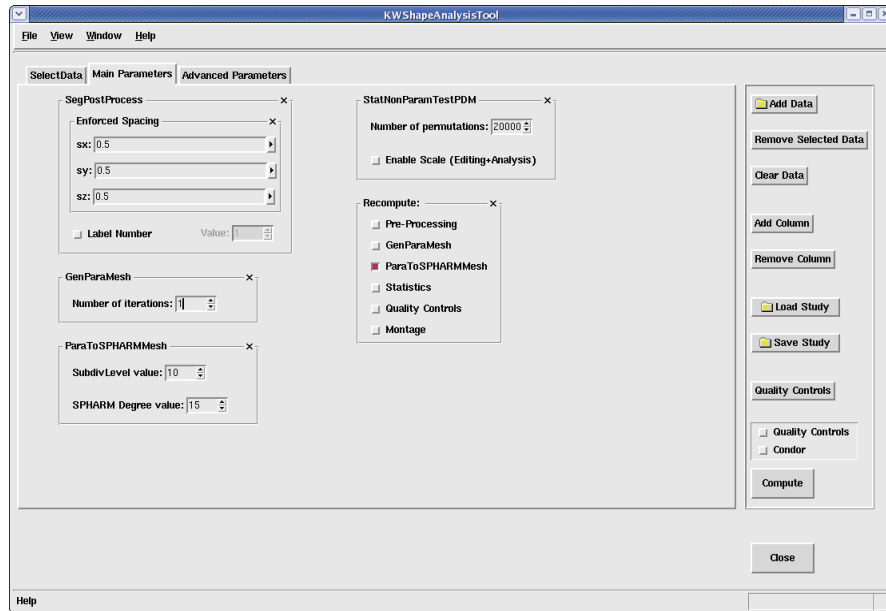 KWShapeAnalysisTool
File View Window Help
SelectData Main Parameters Advanced Parameters
SegPostProcess
Enforced Spacing
sx: 0.5
sy: 0.5
sz: 0.5
Label Number Value: 1
GenParaMesh
Number of iterations: 1
ParaToSPHARMMesh
SubdivLevel value: 10
SPHARM Degree value: 15
StatNonParamTestPDM
Number of permutations: 20000
Enable Scale (Editing+Analysis)
Recompute:
Pre-Processing
GenParaMesh
ParaToSPHARMMesh
Statistics
Quality Controls
Montage
Add Data
Remove Selected Data
Clear Data
Add Column
Remove Column
Load Study
Save Study
Quality Controls
Quality Controls
Condor
Compute
Close
Help